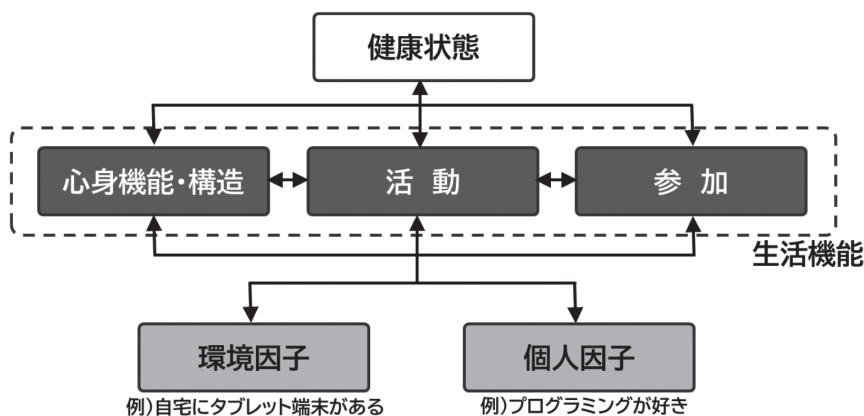 健康状態
心身機能・構造
活動
参加
生活機能
環境因子
個人因子
例)自宅にタブレット端末がある
例)プログラミングが好き